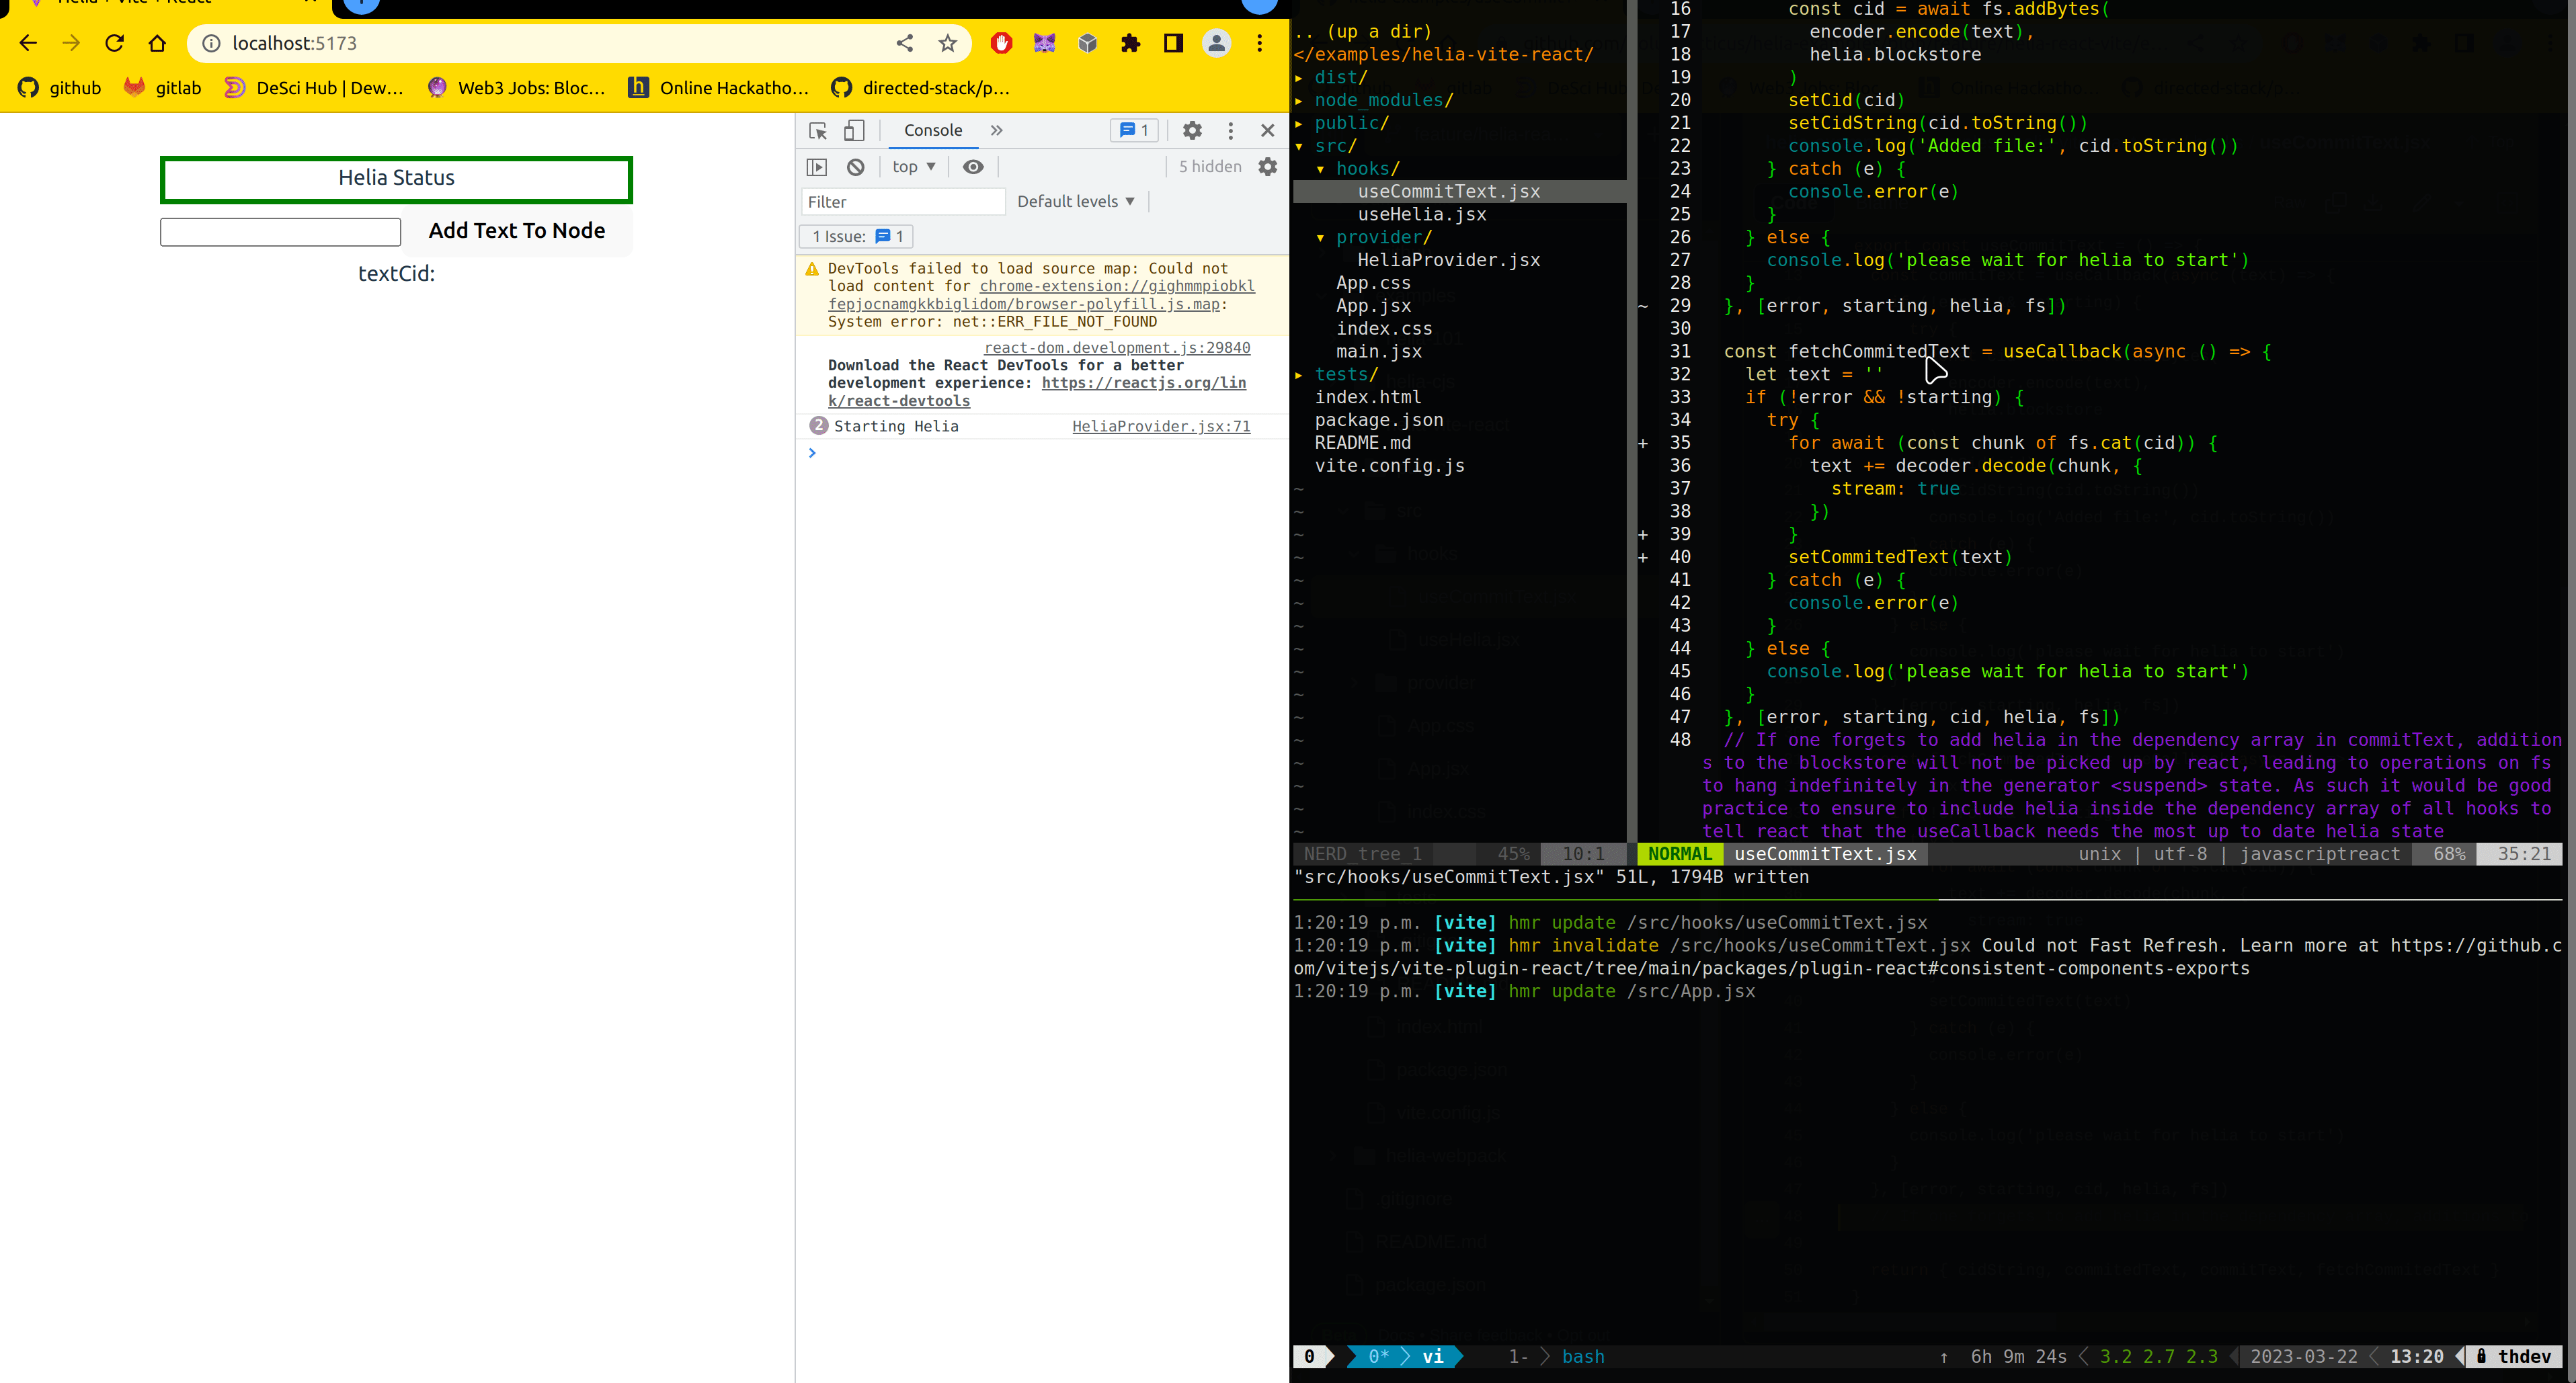 Helia + Vite + React
localhost:5173
github gitlab DeSci Hub | Dew... Web3 Jobs: Bloc... Online Hackatho... directed-stack/p...
Helia Status
Add Text To Node
textCid:
Console » 1
top ▼ 5 hidden
Filter Default levels ▼
1 Issue: 1
DevTools failed to load source map: Could not
load content for chrome-extension://gighmmpiobkl
fepjocnamgkkbiglidom/browser-polyfill.js.map:
System error: net::ERR_FILE_NOT_FOUND
react-dom.development.js:29840
Download the React DevTools for a better
development experience: https://reactjs.org/lin
k/react-devtools
2 Starting Helia HeliaProvider.jsx:71
>
.. (up a dir)
</examples/helia-vite-react/
▸ dist/
▸ node_modules/
▸ public/
▾ src/
▾ hooks/
useCommitText.jsx
useHelia.jsx
▾ provider/
HeliaProvider.jsx
App.css
App.jsx
index.css
main.jsx
▸ tests/
index.html
package.json
README.md
vite.config.js
16 const cid = await fs.addBytes(
17 encoder.encode(text),
18 helia.blockstore
19 )
20 setCid(cid)
21 setCidString(cid.toString())
22 console.log('Added file:', cid.toString())
23 } catch (e) {
24 console.error(e)
25 }
26 } else {
27 console.log('please wait for helia to start')
28 }
~ 29 }, [error, starting, helia, fs])
30
31 const fetchCommitedText = useCallback(async () => {
32 let text = ''
33 if (!error && !starting) {
34 try {
+ 35 for await (const chunk of fs.cat(cid)) {
36 text += decoder.decode(chunk, {
37 stream: true
38 })
+ 39 }
+ 40 setCommitedText(text)
41 } catch (e) {
42 console.error(e)
43 }
44 } else {
45 console.log('please wait for helia to start')
46 }
47 }, [error, starting, cid, helia, fs])
48 // If one forgets to add helia in the dependency array in commitText, addition
s to the blockstore will not be picked up by react, leading to operations on fs
to hang indefinitely in the generator <suspend> state. As such it would be good
practice to ensure to include helia inside the dependency array of all hooks to
tell react that the useCallback needs the most up to date helia state
NERD_tree_1 45% 10:1 NORMAL useCommitText.jsx unix | utf-8 | javascriptreact 68% 35:21
"src/hooks/useCommitText.jsx" 51L, 1794B written
1:20:19 p.m. [vite] hmr update /src/hooks/useCommitText.jsx
1:20:19 p.m. [vite] hmr invalidate /src/hooks/useCommitText.jsx Could not Fast Refresh. Learn more at https://github.c
om/vitejs/vite-plugin-react/tree/main/packages/plugin-react#consistent-components-exports
1:20:19 p.m. [vite] hmr update /src/App.jsx
0 0* vi 1- bash ↑ 6h 9m 24s 3.2 2.7 2.3 2023-03-22 13:20 thdev